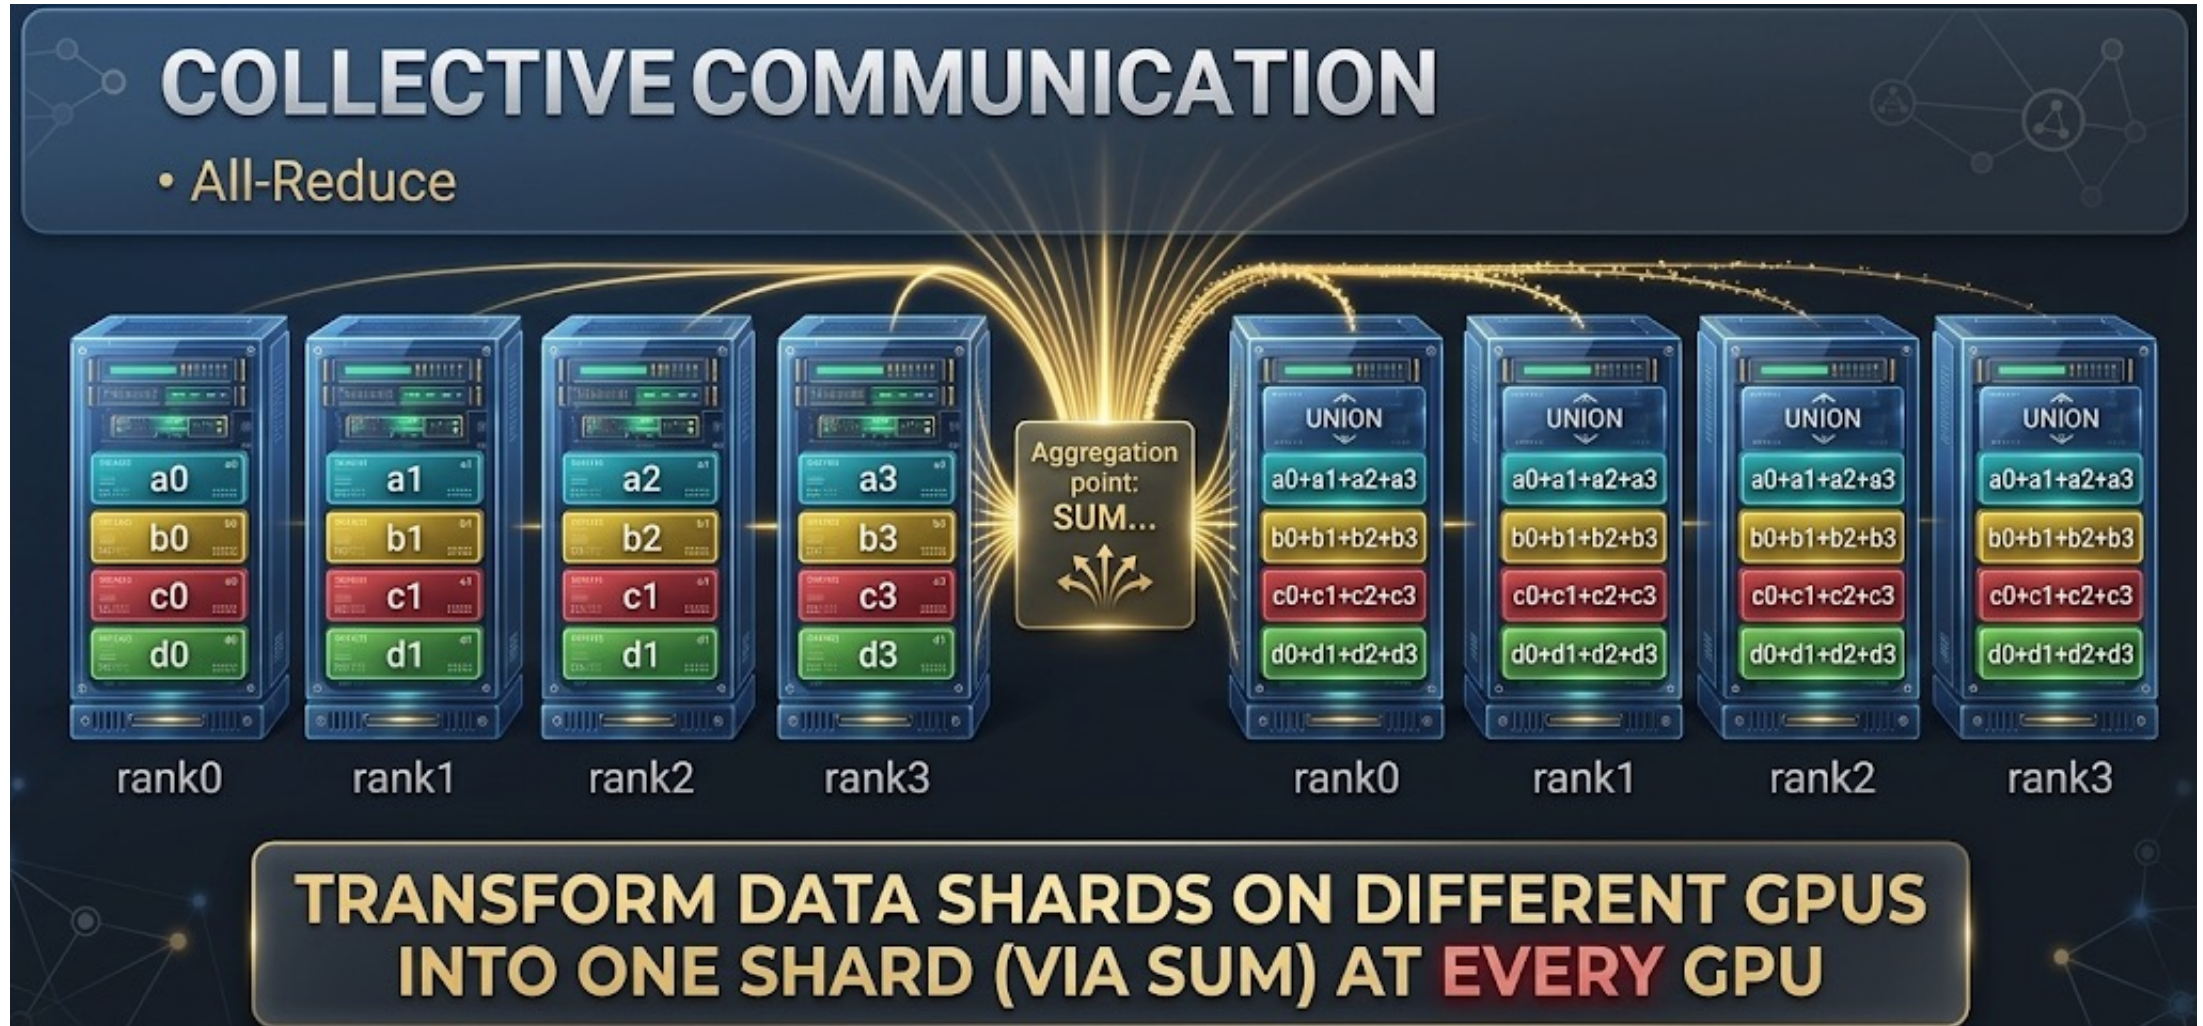 COLLECTIVE COMMUNICATION
• All-Reduce
a0
b0
c0
d0
rank0
a1
b1
c1
d1
rank1
a2
b2
c1
d1
rank2
a3
b3
c3
d3
rank3
Aggregation
point:
SUM...
UNION
a0+a1+a2+a3
b0+b1+b2+b3
c0+c1+c2+c3
d0+d1+d2+d3
rank0
UNION
a0+a1+a2+a3
b0+b1+b2+b3
c0+c1+c2+c3
d0+d1+d2+d3
rank1
UNION
a0+a1+a2+a3
b0+b1+b2+b3
c0+c1+c2+c3
d0+d1+d2+d3
rank2
UNION
a0+a1+a2+a3
b0+b1+b2+b3
c0+c1+c2+c3
d0+d1+d2+d3
rank3
TRANSFORM DATA SHARDS ON DIFFERENT GPUS
INTO ONE SHARD (VIA SUM) AT EVERY GPU